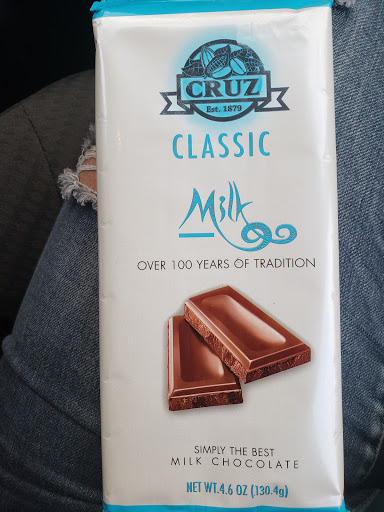 CRUZ
Est. 1879
CLASSIC
Milk
OVER 100 YEARS OF TRADITION
SIMPLY THE BEST
MILK CHOCOLATE
NET WT.4.6 OZ (130.4g)